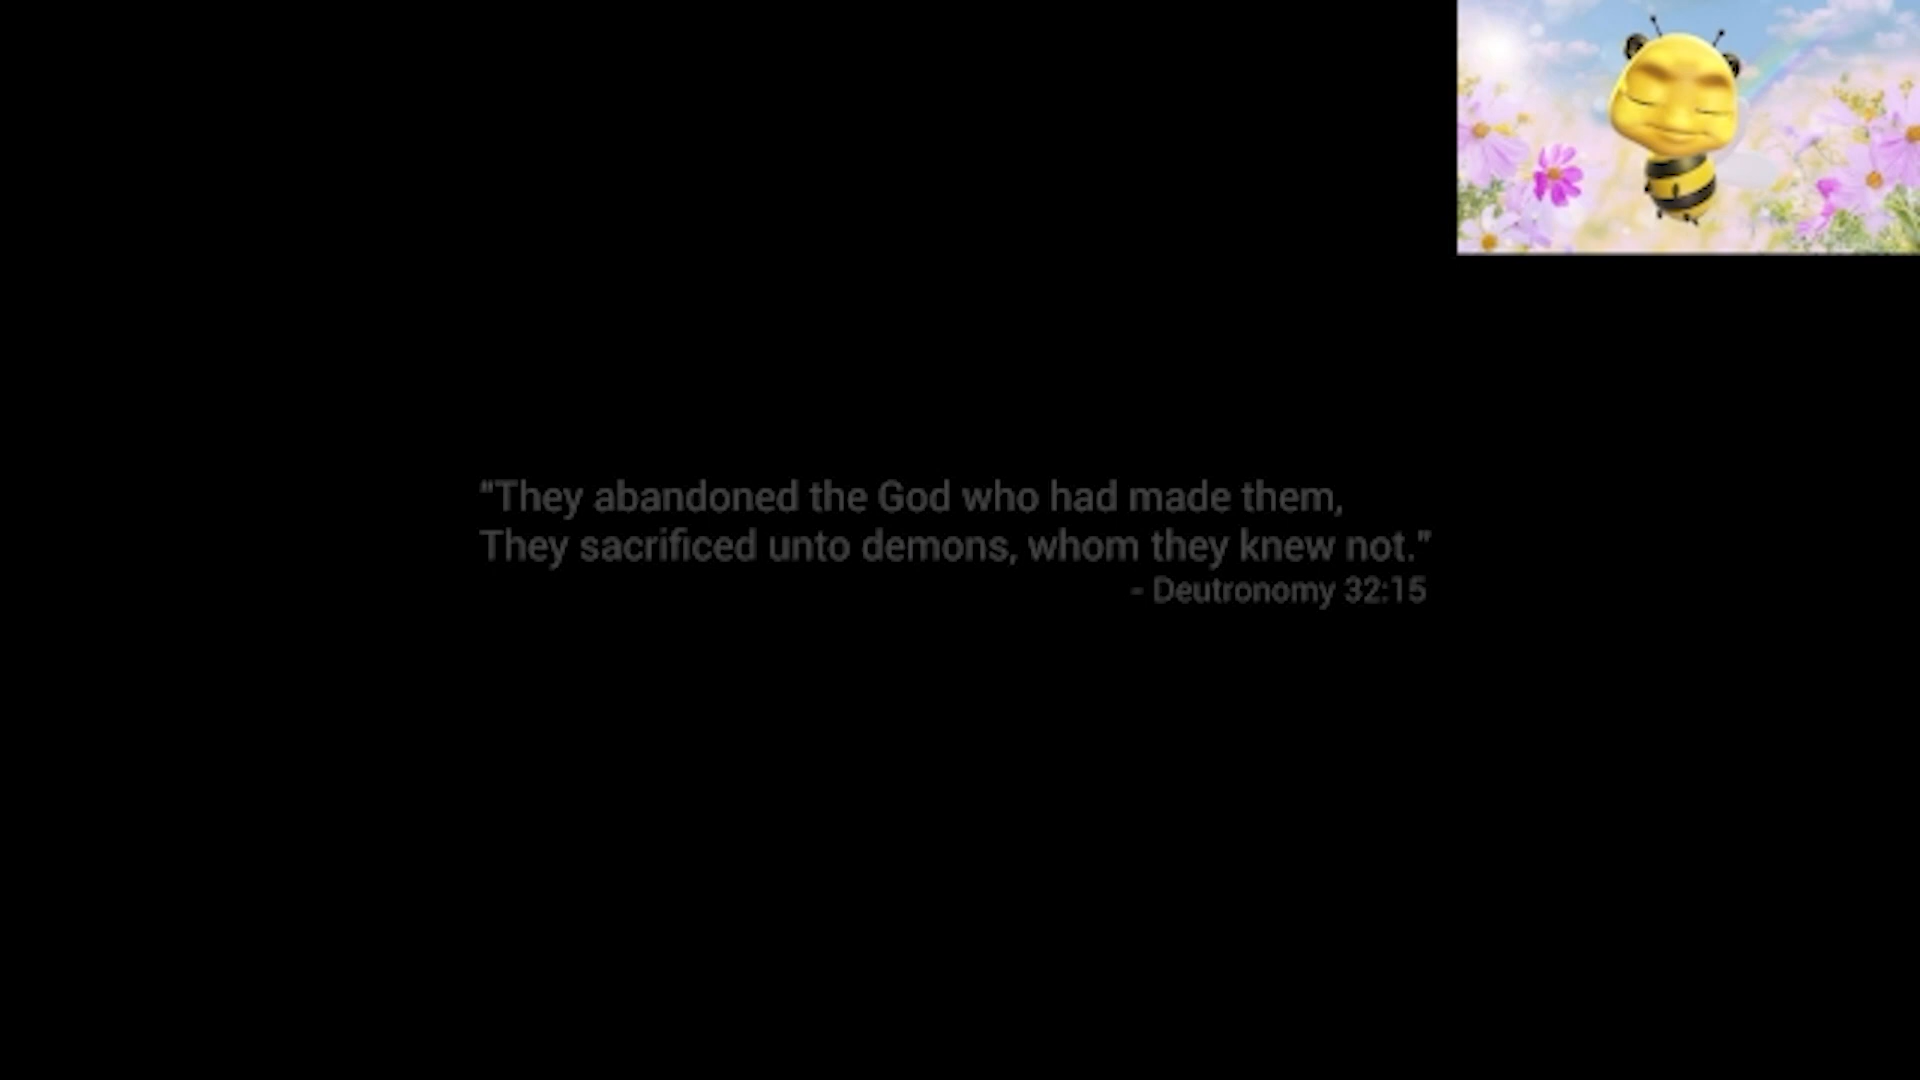 "They abandoned the God who had made them,
They sacrificed unto demons, whom they knew not."
- Deutronomy 32:15